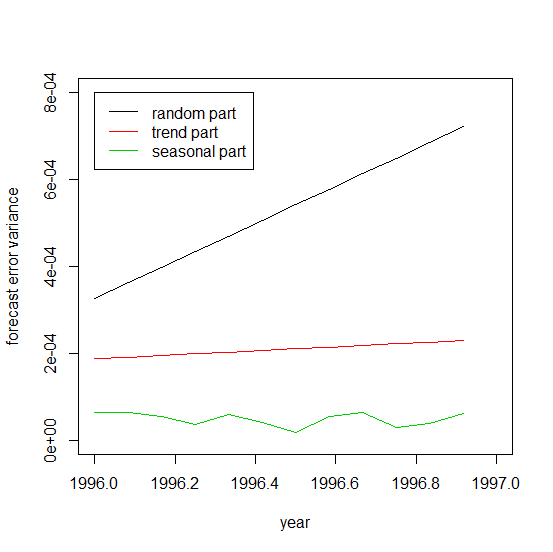 random part
trend part
seasonal part
forecast error variance
8e-04
6e-04
4e-04
2e-04
0e+00
1996.0 1996.2 1996.4 1996.6 1996.8 1997.0
year